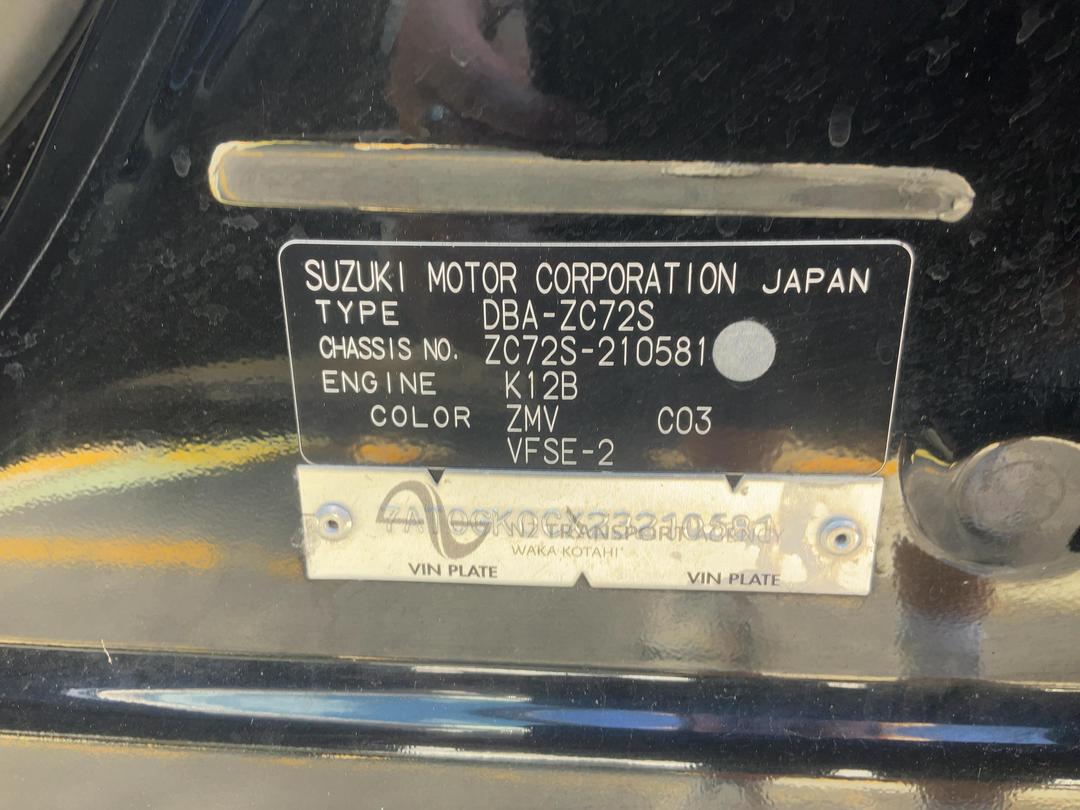 SUZUKI MOTOR CORPORATION JAPAN
TYPE DBA-ZC72S
CHASSIS NO. ZC72S-210581
ENGINE K12B
COLOR ZMV C03
VFSE-2
NZ TRANSPORT AGENCY
WAKA KOTAHI
VIN PLATE VIN PLATE